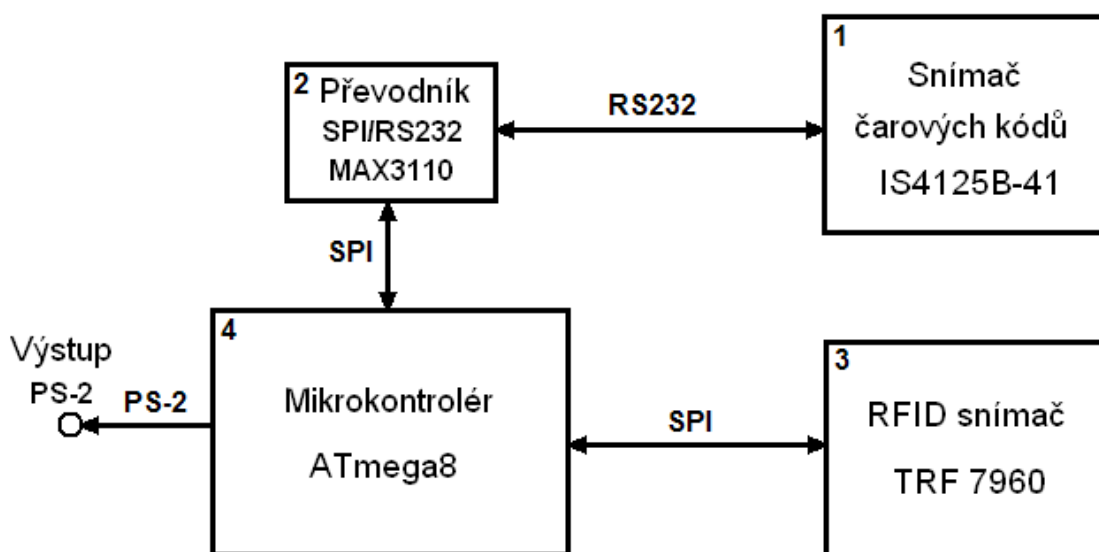 1
Snímač
čarových kódů
IS4125B-41
2
Převodník
SPI/RS232
MAX3110
RS232
SPI
4
Mikrokontrolér
ATmega8
Výstup
PS-2
PS-2
SPI
3
RFID snímač
TRF 7960